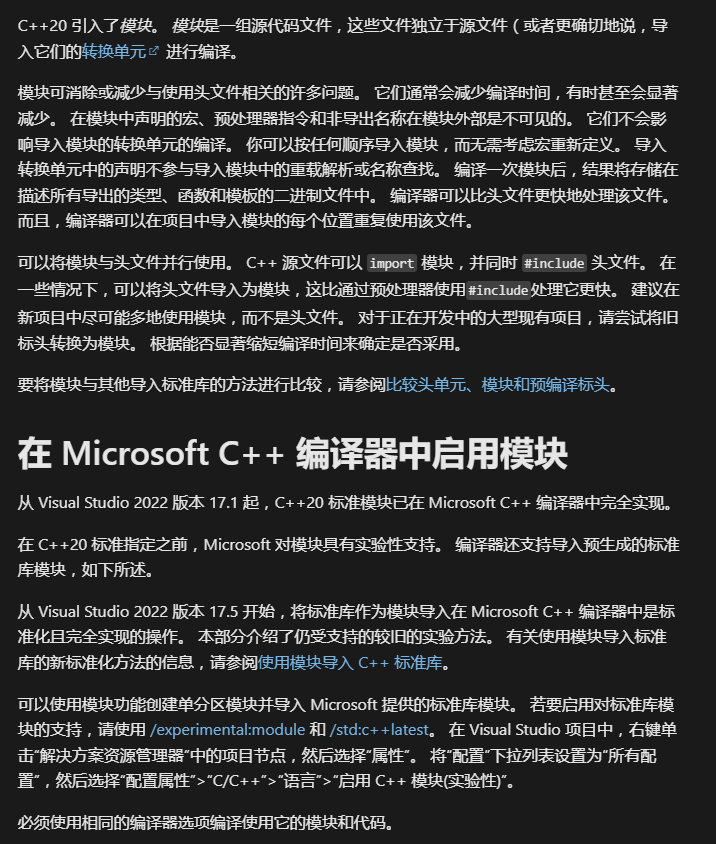 C++20 引入了模块。 模块是一组源代码文件，这些文件独立于源文件（或者更确切地说，导
入它们的转换单元 进行编译。
模块可消除或减少与使用头文件相关的许多问题。 它们通常会减少编译时间，有时甚至会显著
减少。 在模块中声明的宏、预处理器指令和非导出名称在模块外部是不可见的。 它们不会影
响导入模块的转换单元的编译。 你可以按任何顺序导入模块，而无需考虑宏重新定义。 导入
转换单元中的声明不参与导入模块中的重载解析或名称查找。 编译一次模块后，结果将存储在
描述所有导出的类型、函数和模板的二进制文件中。 编译器可以比头文件更快地处理该文件。
而且，编译器可以在项目中导入模块的每个位置重复使用该文件。
可以将模块与头文件并行使用。 C++ 源文件可以 import 模块，并同时 #include 头文件。 在
一些情况下，可以将头文件导入为模块，这比通过预处理器使用#include处理它更快。 建议在
新项目中尽可能多地使用模块，而不是头文件。 对于正在开发中的大型现有项目，请尝试将旧
标头转换为模块。 根据能否显著缩短编译时间来确定是否采用。
要将模块与其他导入标准库的方法进行比较，请参阅比较头单元、模块和预编译标头。
在 Microsoft C++ 编译器中启用模块
从 Visual Studio 2022 版本 17.1 起，C++20 标准模块已在 Microsoft C++ 编译器中完全实现。
在 C++20 标准指定之前，Microsoft 对模块具有实验性支持。 编译器还支持导入预生成的标准
库模块，如下所述。
从 Visual Studio 2022 版本 17.5 开始，将标准库作为模块导入在 Microsoft C++ 编译器中是标
准化且完全实现的操作。 本部分介绍了仍受支持的较旧的实验方法。 有关使用模块导入标准
库的新标准化方法的信息，请参阅使用模块导入 C++ 标准库。
可以使用模块功能创建单分区模块并导入 Microsoft 提供的标准库模块。 若要启用对标准库模
块的支持，请使用 /experimental:module 和 /std:c++latest。 在 Visual Studio 项目中，右键单
击“解决方案资源管理器”中的项目节点，然后选择“属性”。 将“配置”下拉列表设置为“所有配
置”，然后选择“配置属性”>“C/C++”>“语言”>“启用 C++ 模块(实验性)”。
必须使用相同的编译器选项编译使用它的模块和代码。